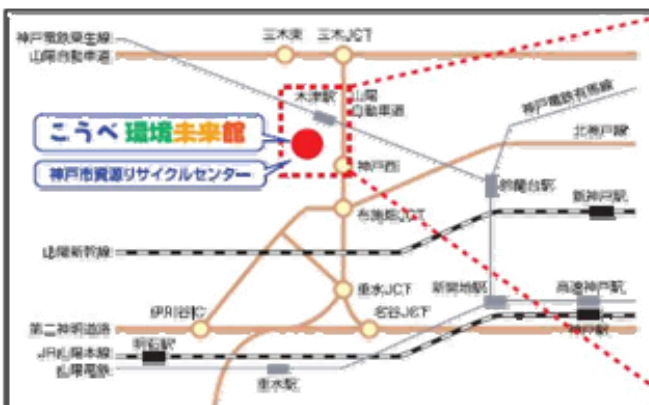 神戸電鉄粟生線
山陽自動車道
三木東
三木JCT
木津駅
山陽
自動車道
神戸電鉄有馬線
北神戸線
こうべ環境未来館
神戸市資源リサイクルセンター
神戸西
鈴蘭台駅
新神戸駅
布施畑JCT
山陽新幹線
垂水JCT
新開地駅
高速神戸駅
伊川谷IC
名谷JCT
第二神明道路
神戸駅
JR山陽本線
明石駅
山陽電鉄
垂水駅